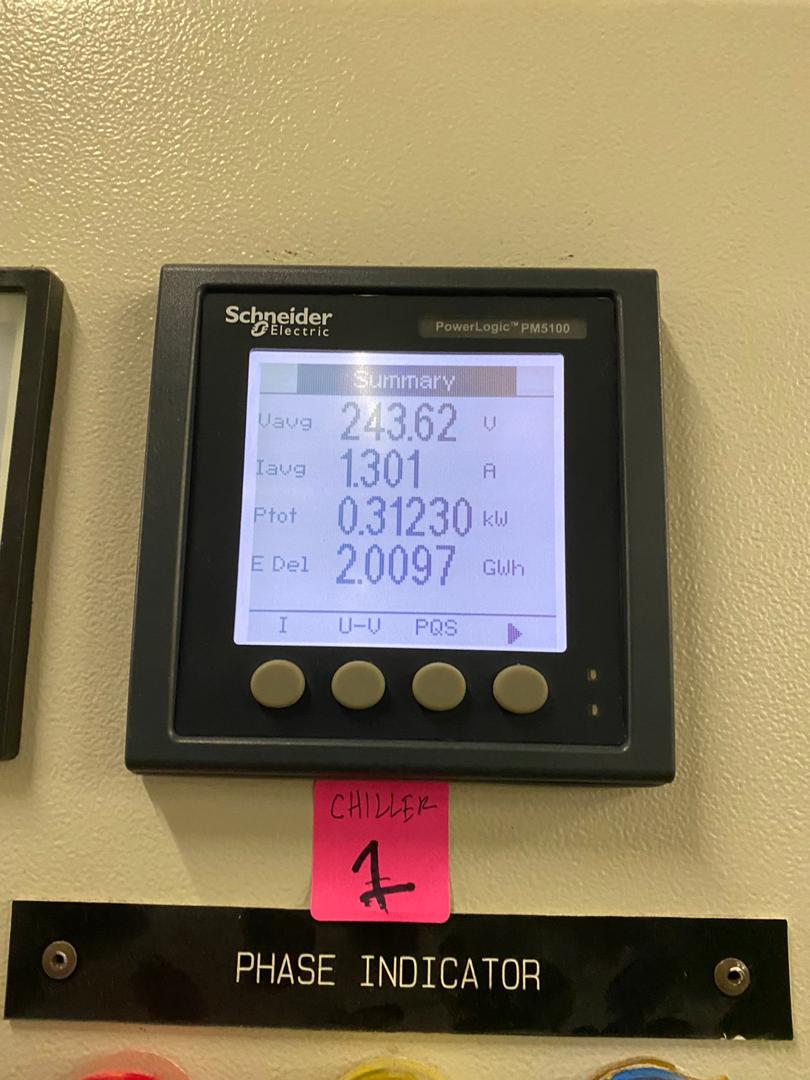 Schneider
Electric
PowerLogic™ PM5100
Summary
Vavg 243.62 V
Iavg 1.301 A
Ptot 0.31230 kW
E Del 2.0097 GWh
I U-V PQS
CHILLER
1
PHASE INDICATOR